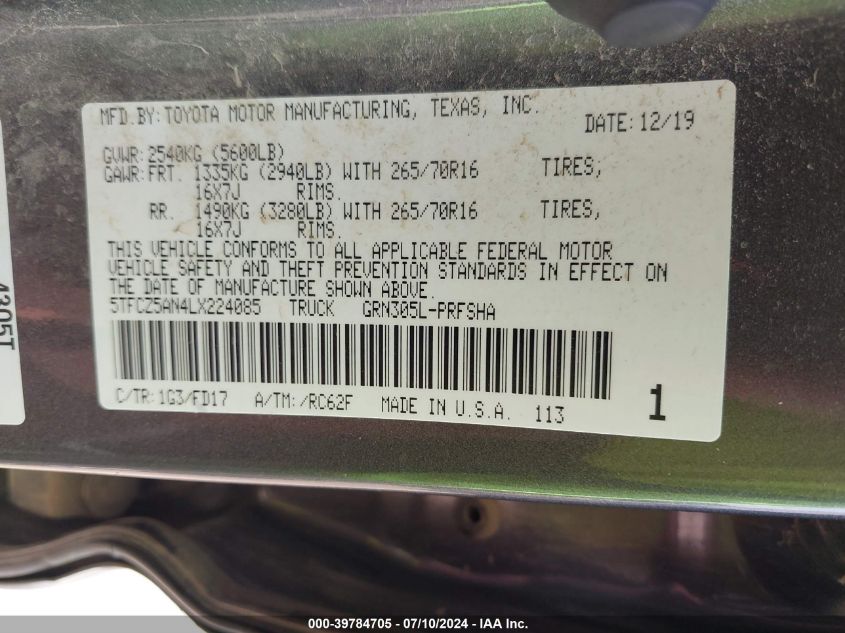 MFD.BY:TOYOTA MOTOR MANUFACTURING, TEXAS, INC.
DATE:12/19
GVWR:2540KG (5600LB)
GAWR:FRT. 1335KG (2940LB) WITH 265/70R16 TIRES,
16X7J RIMS.
RR. 1490KG (3280LB) WITH 265/70R16 TIRES,
16X7J RIMS.
THIS VEHICLE CONFORMS TO ALL APPLICABLE FEDERAL MOTOR
VEHICLE SAFETY AND THEFT PREVENTION STANDARDS IN EFFECT ON
THE DATE OF MANUFACTURE SHOWN ABOVE.
5TFCZ5AN4LX224085 TRUCK GRN305L-PRFSHA
C/TR:1G3/FD17 A/TM:/RC62F MADE IN U.S.A. 113
1
4305T
000-39784705 - 07/10/2024 - IAA Inc.